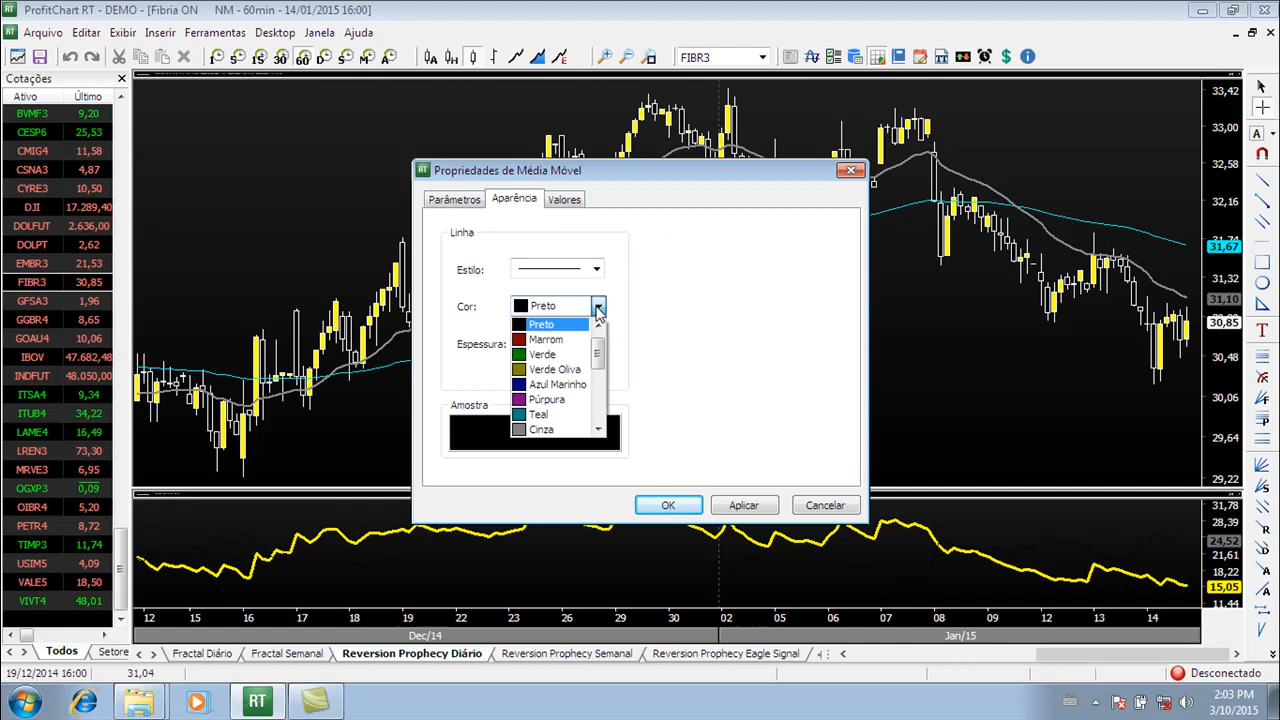 ProfitChart RT - DEMO - [Fibria ON NM - 60min - 14/01/2015 16:00]
Arquivo Editar Exibir Inserir Ferramentas Desktop Janela Ajuda
FIBR3
Cotações
Ativo Último
BVMF3 9,20
CESP6 25,53
CMIG4 11,58
CSNA3 4,87
CYRE3 10,50
DJI 17.289,40
DOLFUT 2.636,00
DOLPT 2,62
EMBR3 21,53
FIBR3 30,85
GFSA3 1,96
GGBR4 8,65
GOAU4 10,06
IBOV 47.682,48
INDFUT 48.050,00
ITSA4 9,34
ITUB4 34,22
LAME4 16,49
LREN3 73,30
MRVE3 6,95
OGXP3 0,09
OIBR4 5,20
PETR4 8,72
TIMP3 11,74
USIM5 4,09
VALE5 18,50
VIVT4 48,01
Propriedades de Média Móvel
Parâmetros Aparência Valores
Linha
Estilo:
Cor: Preto
Preto
Marrom
Verde
Verde Oliva
Azul Marinho
Púrpura
Teal
Cinza
Espessura:
Amostra
OK Aplicar Cancelar
33,42
33,00
32,58
32,16
31,74
31,67
31,32
31,10
30,85
30,48
30,06
29,64
29,22
31,78
28,39
24,52
21,61
18,22
15,05
11,44
12 15 16 17 18 19 22 23 26 29 02 05 06 07 08 09 12 13 14
Dec/14 Jan/15
Todos Setore
Fractal Diário Fractal Semanal Reversion Prophecy Diário Reversion Prophecy Semanal Reversion Prophecy Eagle Signal
19/12/2014 16:00 31,04 Desconectado
RT
2:03 PM
3/10/2015